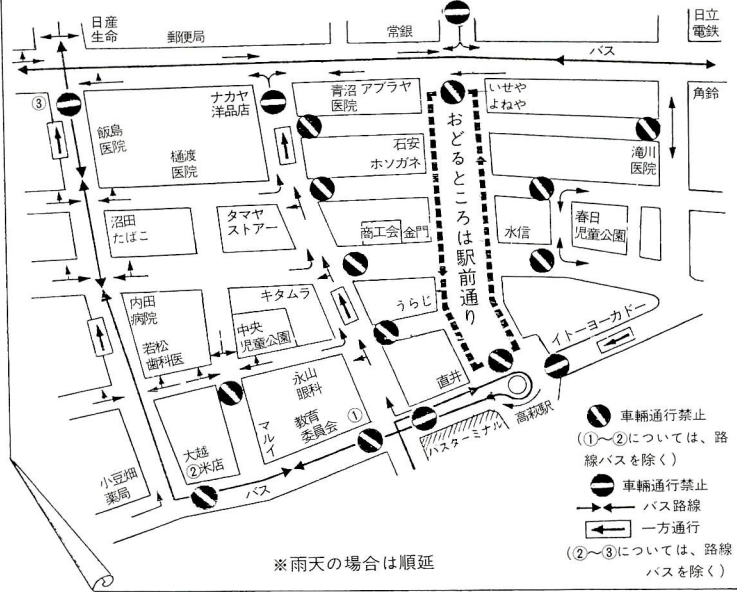 日産
生命
郵便局
常銀
日立
電鉄
バス
③
飯島
医院
樋渡
医院
ナカヤ
洋品店
青沼
医院
アブラヤ
いせや
よねや
角鈴
石安
ホソガネ
滝川
医院
おどるところは駅前通り
沼田
たばこ
タマヤ
ストアー
商工会
金門
水信
春日
児童公園
内田
病院
キタムラ
うらじ
若松
歯科医
中央
児童公園
イトーヨーカドー
永山
眼科
直井
マルイ
教育
委員会
①
高萩駅
バスターミナル
大越
②米店
小豆畑
薬局
バス
車輛通行禁止
(①〜②については、路
線バスを除く)
車輛通行禁止
バス路線
一方通行
(②〜③については、路線
バスを除く)
※雨天の場合は順延